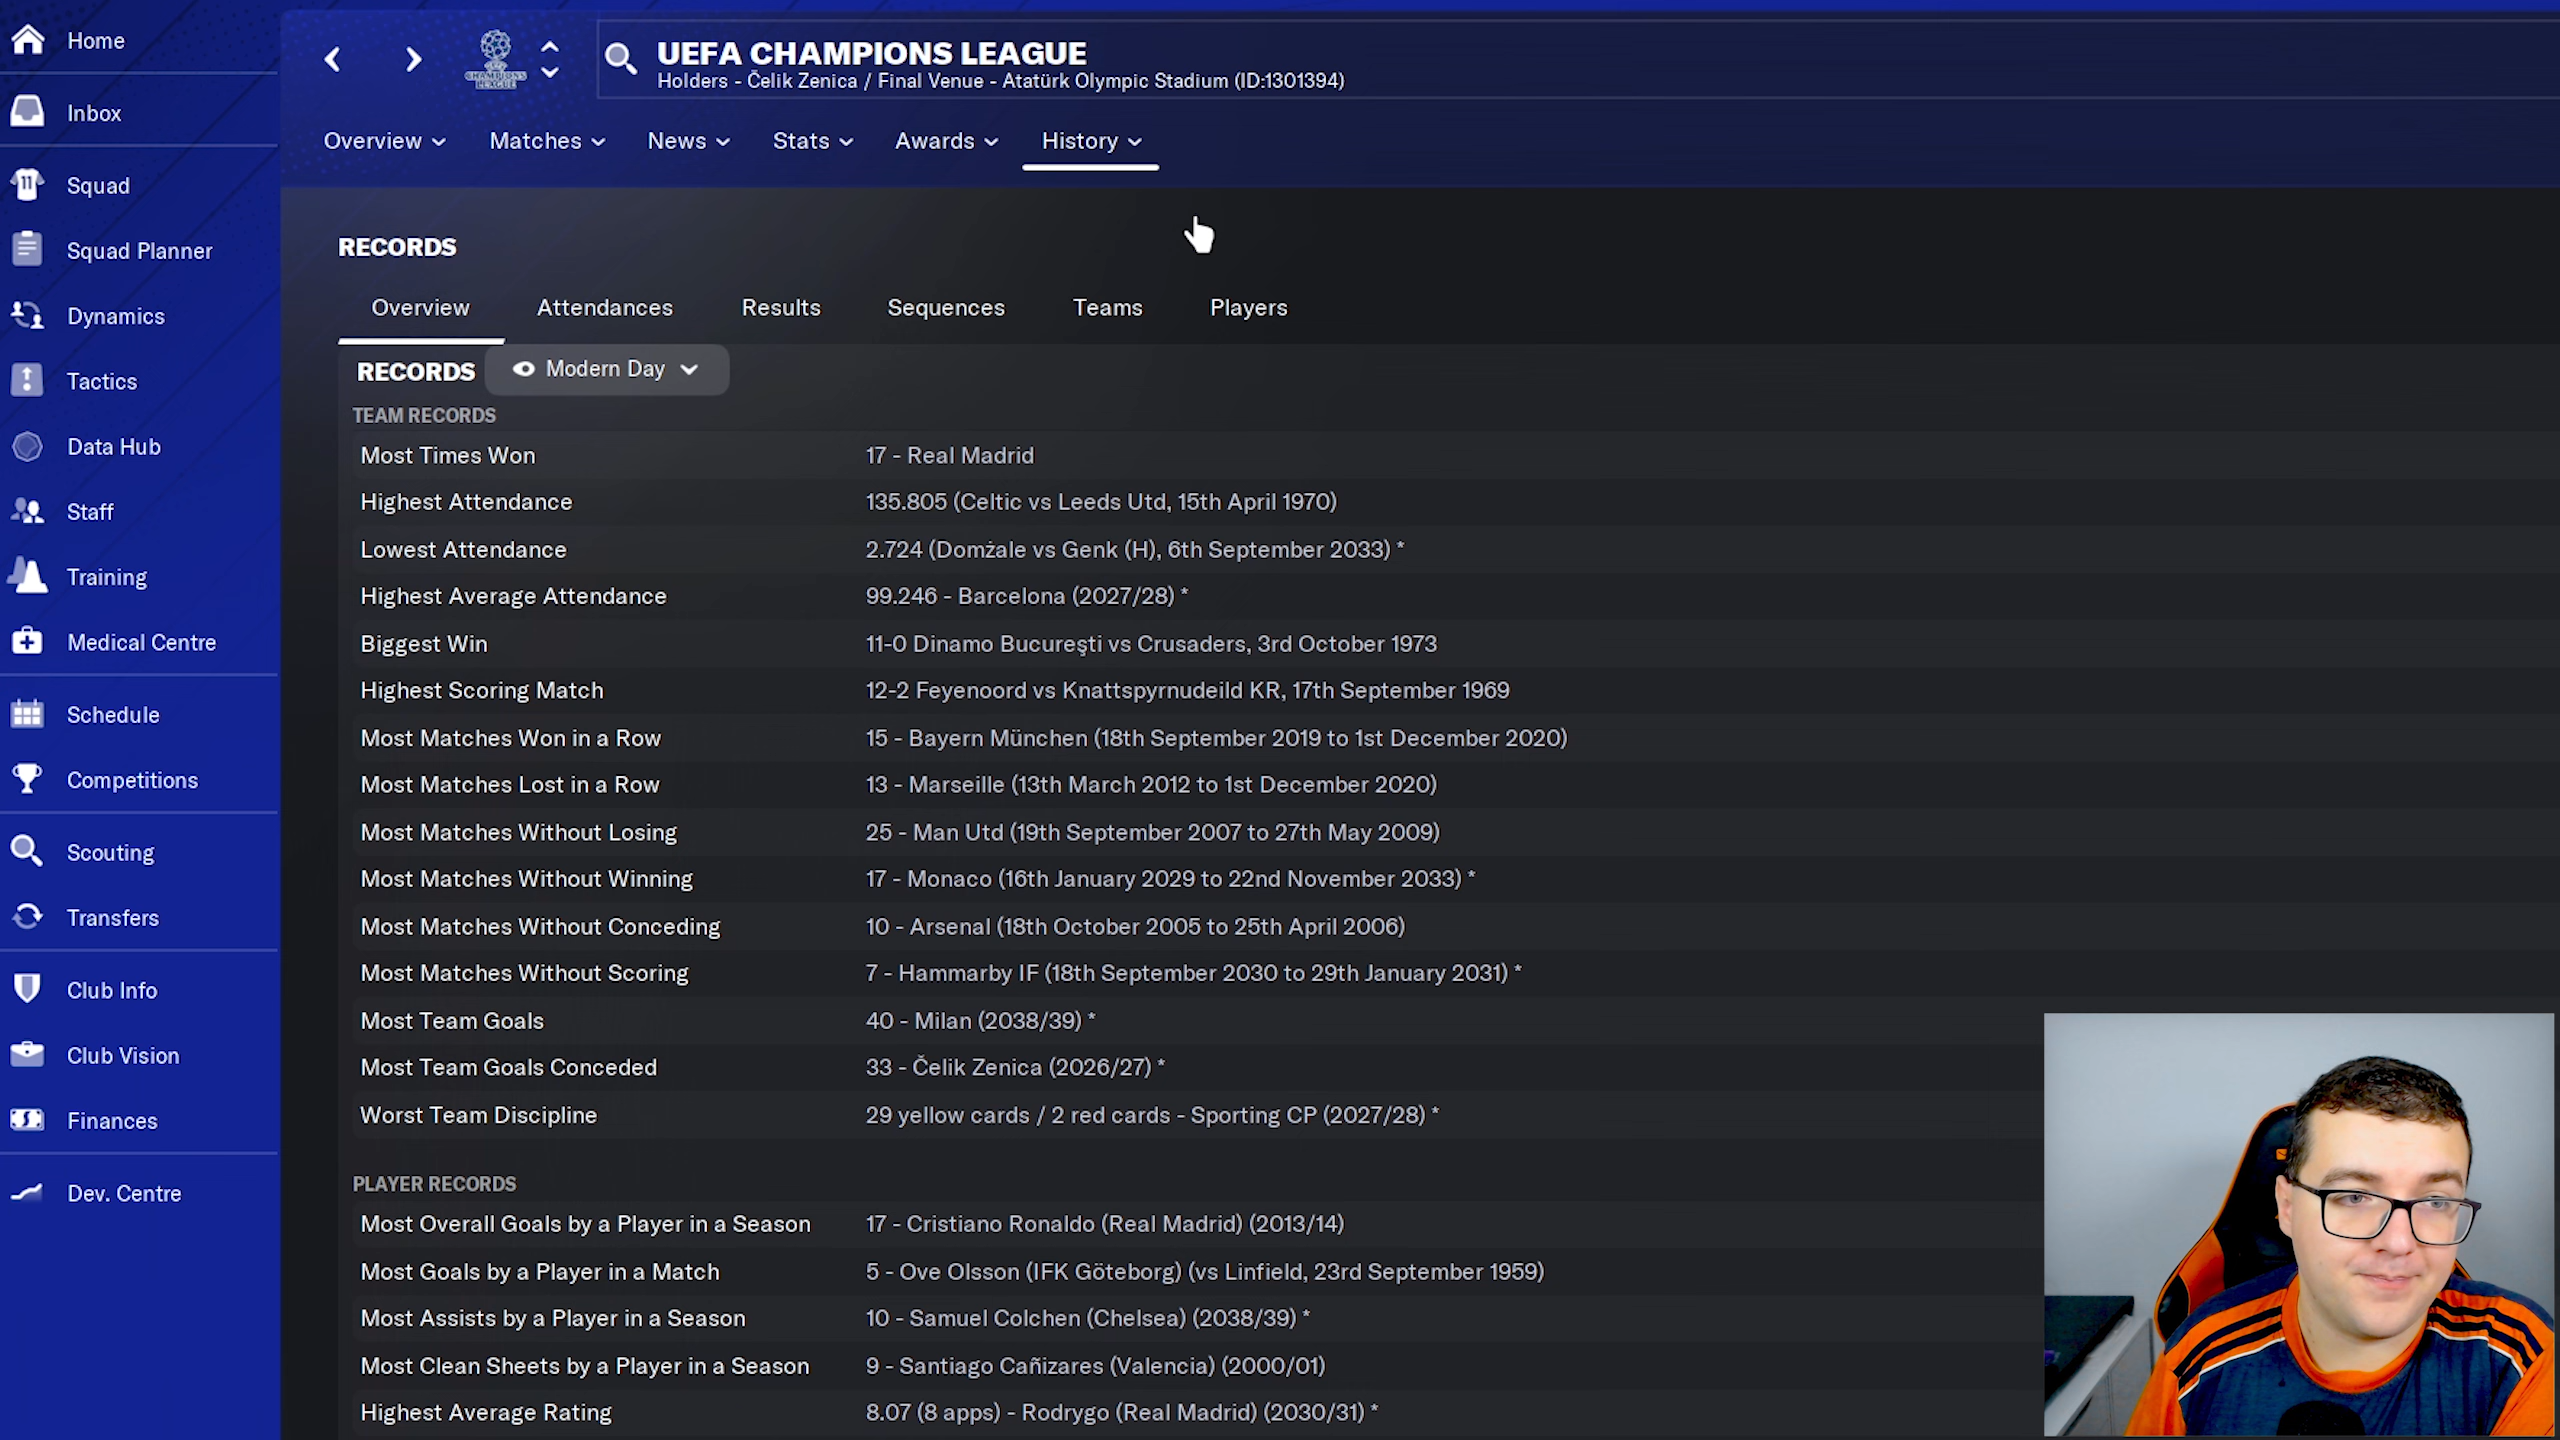 Home
Inbox
Squad
Squad Planner
Dynamics
Tactics
Data Hub
Staff
Training
Medical Centre
Schedule
Competitions
Scouting
Transfers
Club Info
Club Vision
Finances
Dev. Centre
CHAMPIONS
LEAGUE
UEFA CHAMPIONS LEAGUE
Holders - Čelik Zenica / Final Venue - Atatürk Olympic Stadium (ID:1301394)
Overview Matches News Stats Awards History
RECORDS
Overview Attendances Results Sequences Teams Players
RECORDS Modern Day
TEAM RECORDS
Most Times Won 17 - Real Madrid
Highest Attendance 135.805 (Celtic vs Leeds Utd, 15th April 1970)
Lowest Attendance 2.724 (Domżale vs Genk (H), 6th September 2033) *
Highest Average Attendance 99.246 - Barcelona (2027/28) *
Biggest Win 11-0 Dinamo Bucureşti vs Crusaders, 3rd October 1973
Highest Scoring Match 12-2 Feyenoord vs Knattspyrnudeild KR, 17th September 1969
Most Matches Won in a Row 15 - Bayern München (18th September 2019 to 1st December 2020)
Most Matches Lost in a Row 13 - Marseille (13th March 2012 to 1st December 2020)
Most Matches Without Losing 25 - Man Utd (19th September 2007 to 27th May 2009)
Most Matches Without Winning 17 - Monaco (16th January 2029 to 22nd November 2033) *
Most Matches Without Conceding 10 - Arsenal (18th October 2005 to 25th April 2006)
Most Matches Without Scoring 7 - Hammarby IF (18th September 2030 to 29th January 2031) *
Most Team Goals 40 - Milan (2038/39) *
Most Team Goals Conceded 33 - Čelik Zenica (2026/27) *
Worst Team Discipline 29 yellow cards / 2 red cards - Sporting CP (2027/28) *
PLAYER RECORDS
Most Overall Goals by a Player in a Season 17 - Cristiano Ronaldo (Real Madrid) (2013/14)
Most Goals by a Player in a Match 5 - Ove Olsson (IFK Göteborg) (vs Linfield, 23rd September 1959)
Most Assists by a Player in a Season 10 - Samuel Colchen (Chelsea) (2038/39) *
Most Clean Sheets by a Player in a Season 9 - Santiago Cañizares (Valencia) (2000/01)
Highest Average Rating 8.07 (8 apps) - Rodrygo (Real Madrid) (2030/31) *